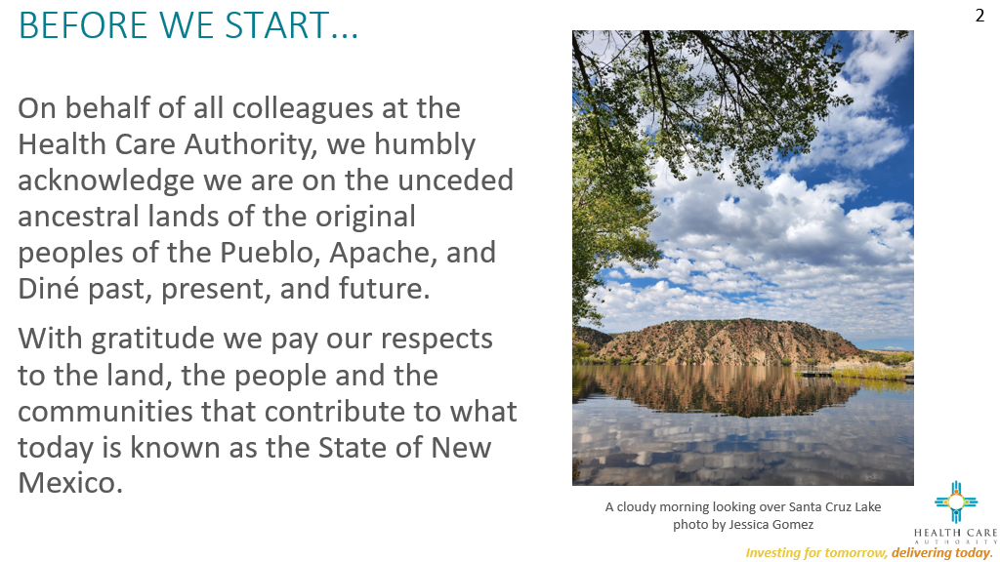 BEFORE WE START...
2
On behalf of all colleagues at the
Health Care Authority, we humbly
acknowledge we are on the unceded
ancestral lands of the original
peoples of the Pueblo, Apache, and
Diné past, present, and future.
With gratitude we pay our respects
to the land, the people and the
communities that contribute to what
today is known as the State of New
Mexico.
A cloudy morning looking over Santa Cruz Lake
photo by Jessica Gomez
HEALTH CARE
AUTHORITY
Investing for tomorrow, delivering today.